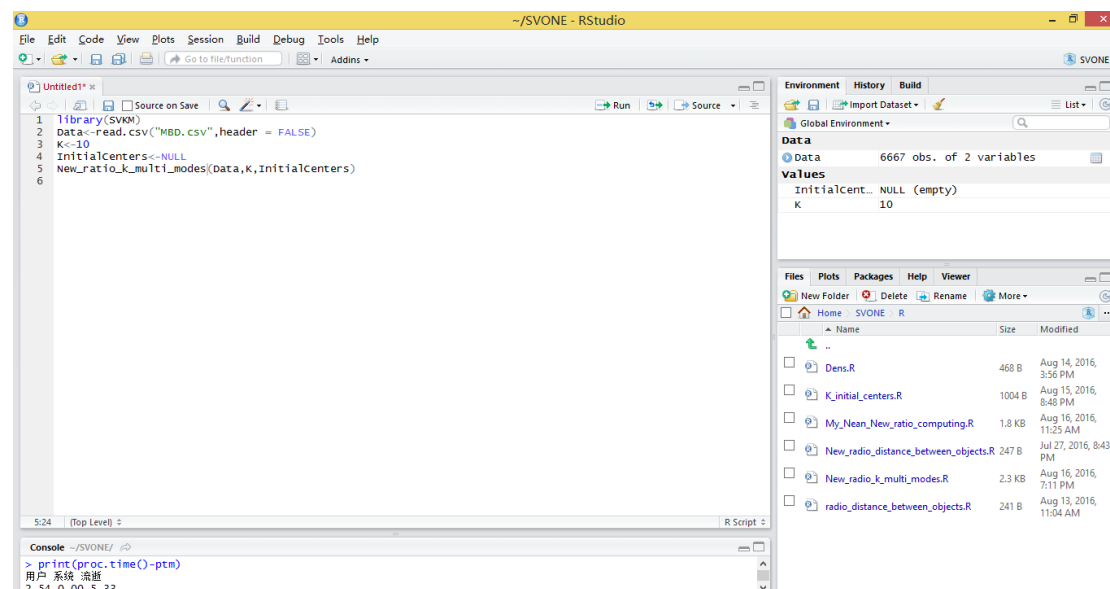 ~/SVONE - RStudio
File Edit Code View Plots Session Build Debug Tools Help
Go to file/function Addins SVONE
Untitled1*
Source on Save Run Source
1 library(SVKM)
2 Data<-read.csv("MBD.csv",header = FALSE)
3 K<-10
4 InitialCenters<-NULL
5 New_ratio_k_multi_modes(Data,K,InitialCenters)
6
5:24 (Top Level) R Script
Console ~/SVONE/
> print(proc.time()-ptm)
用户 系统 流逝
2.54 0.00 5.33
Environment History Build
Import Dataset List
Global Environment
Data
Data 6667 obs. of 2 variables
Values
InitialCent… NULL (empty)
K 10
Files Plots Packages Help Viewer
New Folder Delete Rename More
Home SVONE R
Name Size Modified
..
Dens.R 468 B Aug 14, 2016, 3:56 PM
K_initial_centers.R 1004 B Aug 15, 2016, 8:48 PM
My_Nean_New_ratio_computing.R 1.8 KB Aug 16, 2016, 11:25 AM
New_radio_distance_between_objects.R 247 B Jul 27, 2016, 8:43 PM
New_radio_k_multi_modes.R 2.3 KB Aug 16, 2016, 7:11 PM
radio_distance_between_objects.R 241 B Aug 13, 2016, 11:04 AM